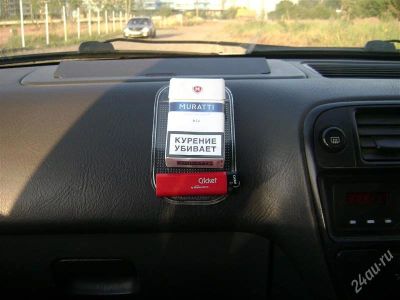 MURATTI
КУРЕНИЕ
УБИВАЕТ
Cricket
24au.ru